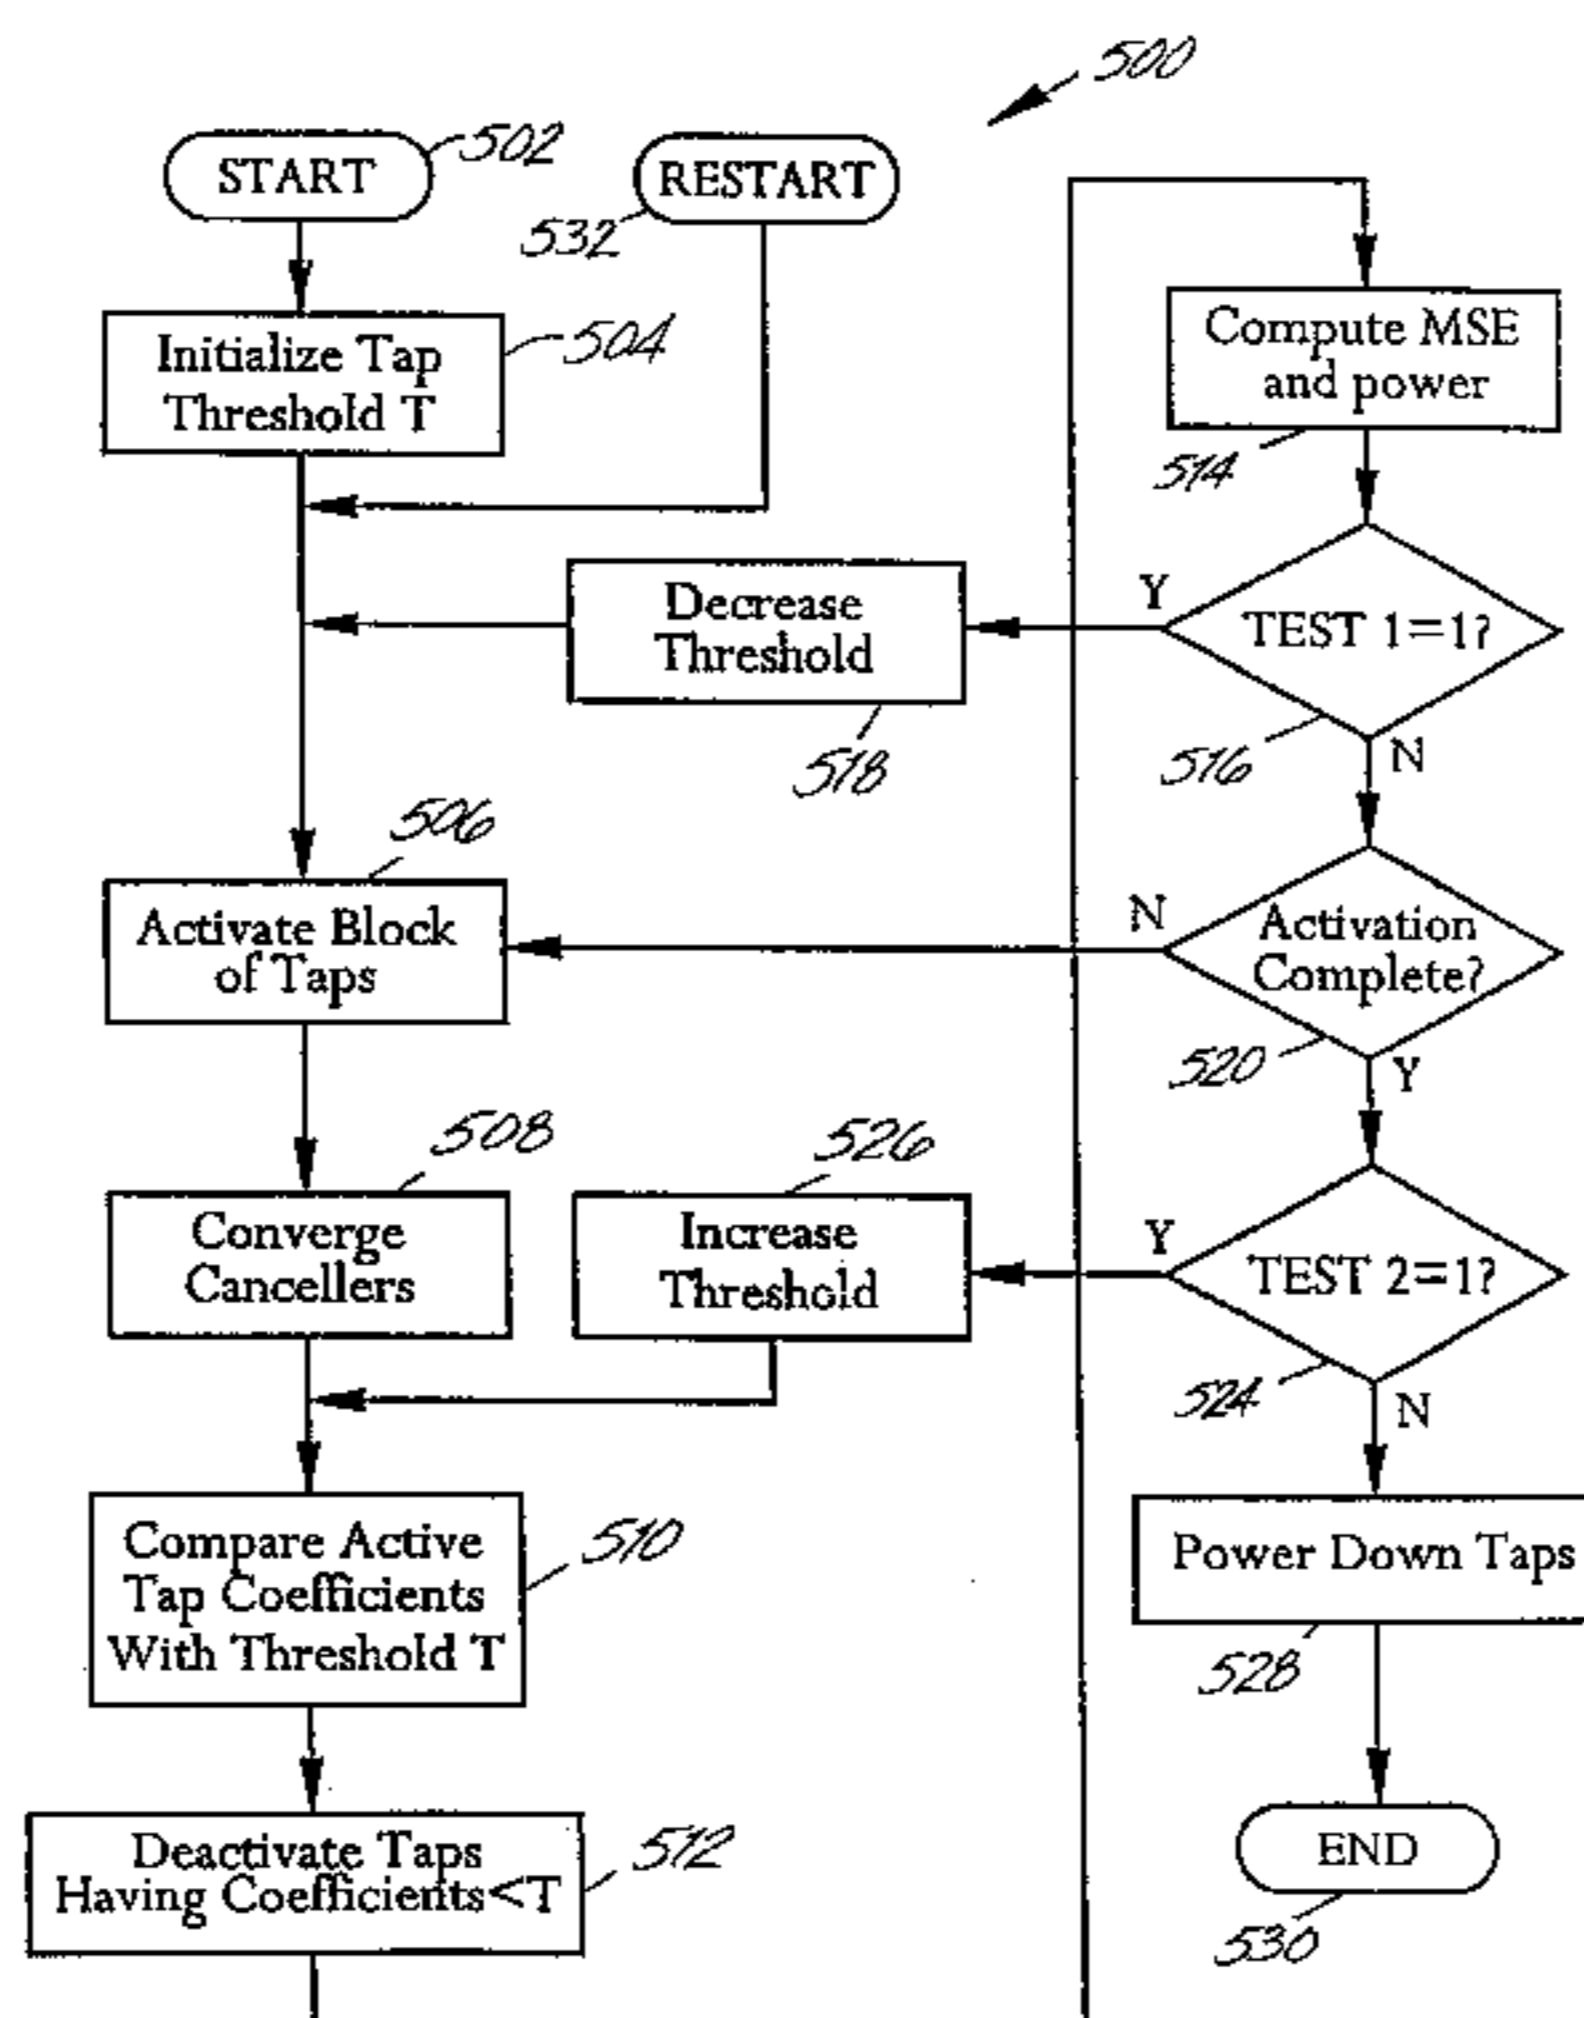 500
START
502
RESTART
532
Initialize Tap
Threshold T
504
Compute MSE
and power
514
Decrease
Threshold
518
Y
TEST 1=1?
516
N
506
Activate Block
of Taps
N
Activation
Complete?
520
Y
508
Converge
Cancellers
526
Increase
Threshold
Y
TEST 2=1?
524
N
Compare Active
Tap Coefficients
With Threshold T
510
Power Down Taps
528
Deactivate Taps
Having Coefficients<T
512
END
530